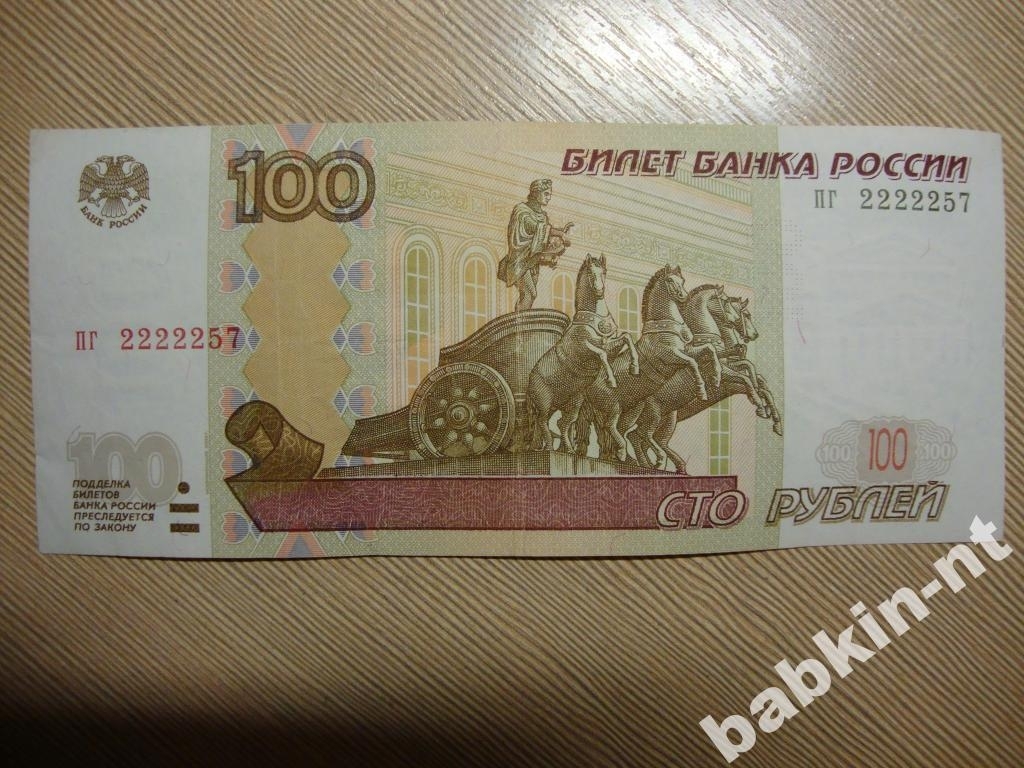 100
БИЛЕТ БАНКА РОССИИ
пг 2222257
БАНК РОССИИ
пг 2222257
100
100 100 100
ПОДДЕЛКА
БИЛЕТОВ
БАНКА РОССИИ
ПРЕСЛЕДУЕТСЯ
ПО ЗАКОНУ
СТО РУБЛЕЙ
babkin-nt